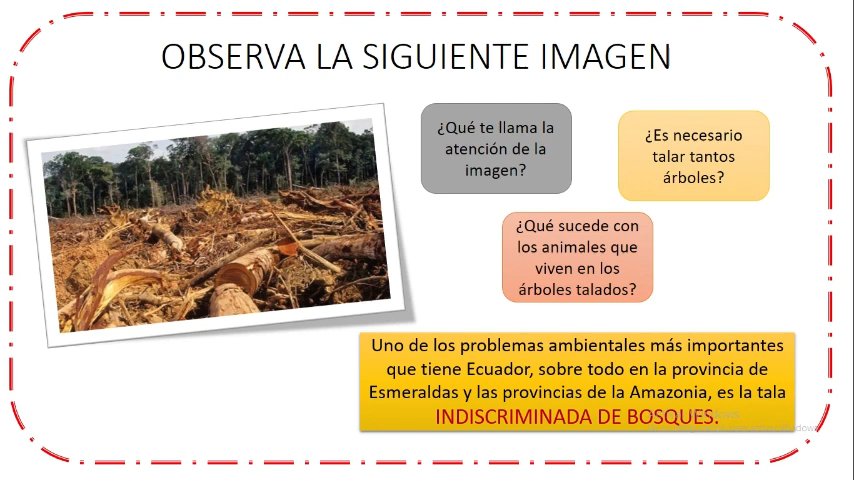 OBSERVA LA SIGUIENTE IMAGEN
¿Qué te llama la
atención de la
imagen?
¿Es necesario
talar tantos
árboles?
¿Qué sucede con
los animales que
viven en los
árboles talados?
Uno de los problemas ambientales más importantes
que tiene Ecuador, sobre todo en la provincia de
Esmeraldas y las provincias de la Amazonia, es la tala
INDISCRIMINADA DE BOSQUES.